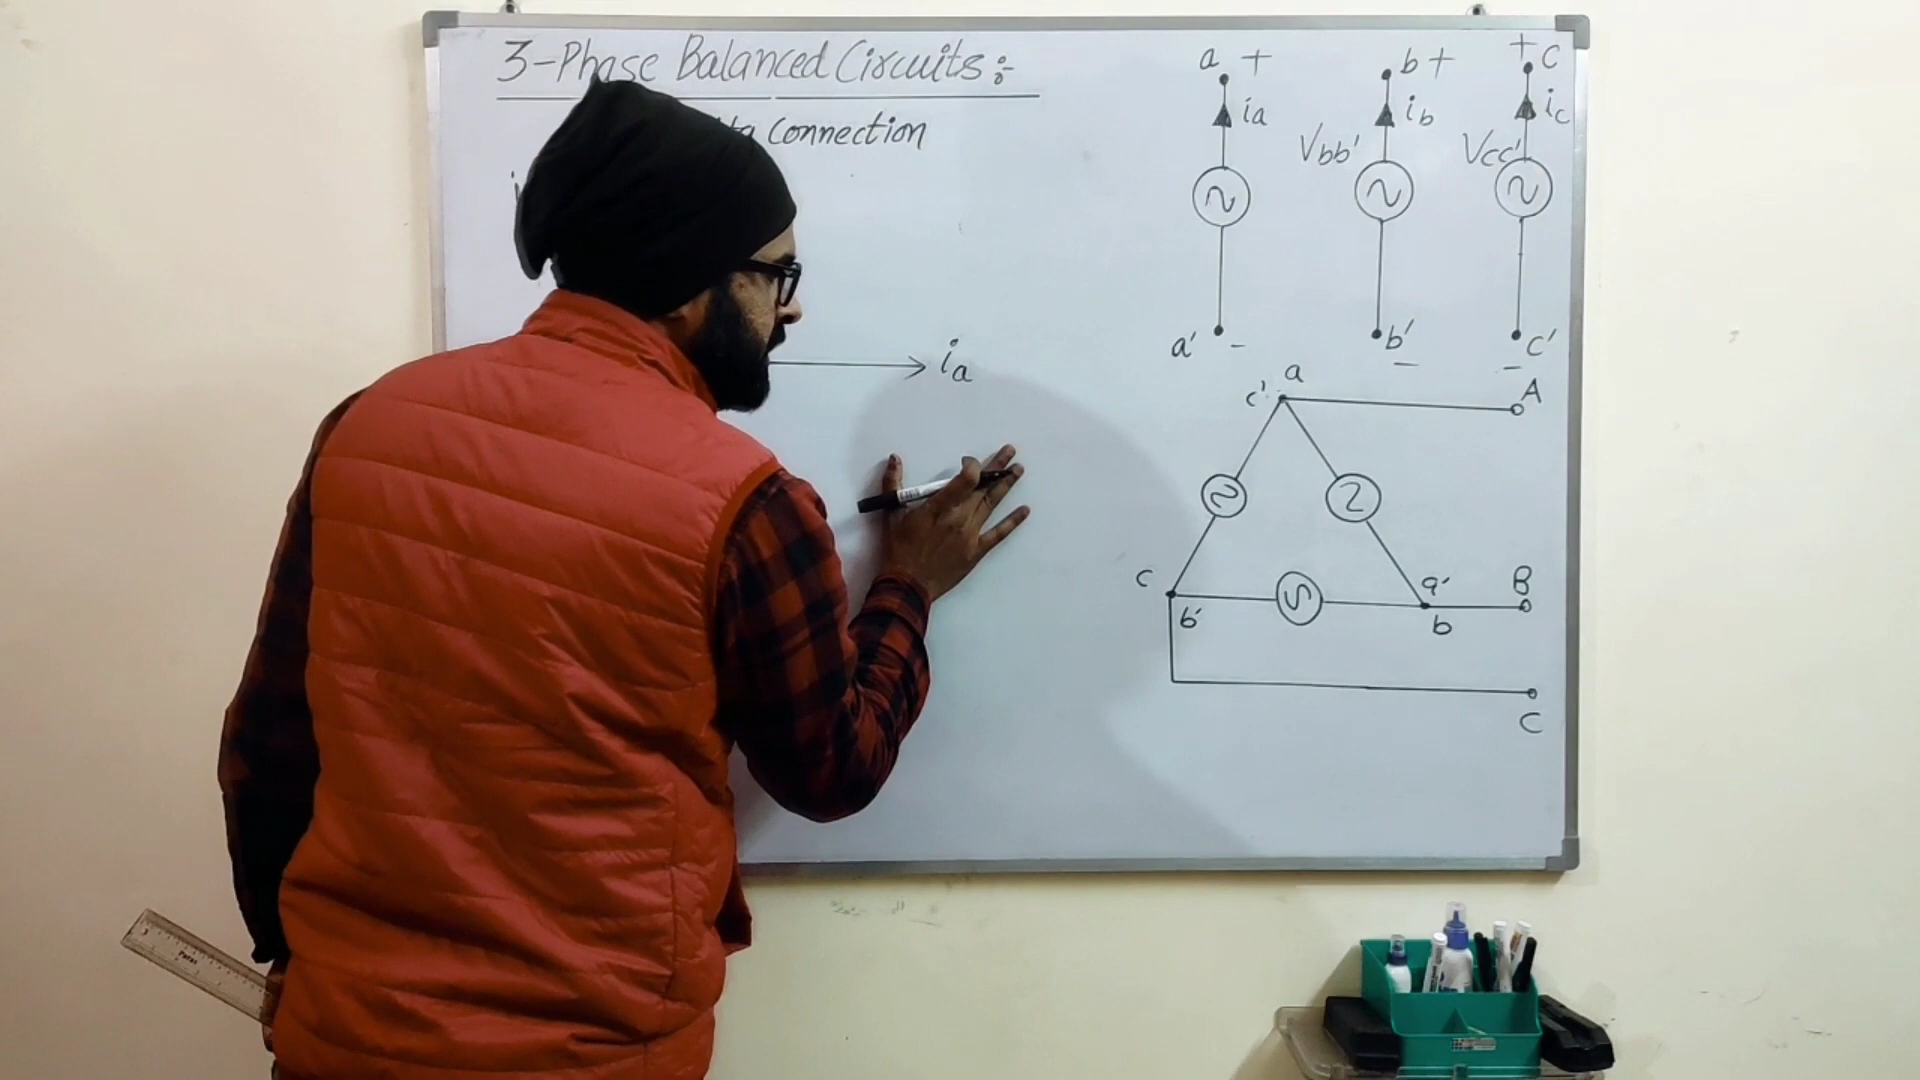 3-Phase Balanced Circuits :-
Connection
ia
a +
ia
a' -
b +
ib
Vbb'
b'
-
+ c
ic
Vcc'
c'
-
a
c'
A
c
b'
a'
b
B
C